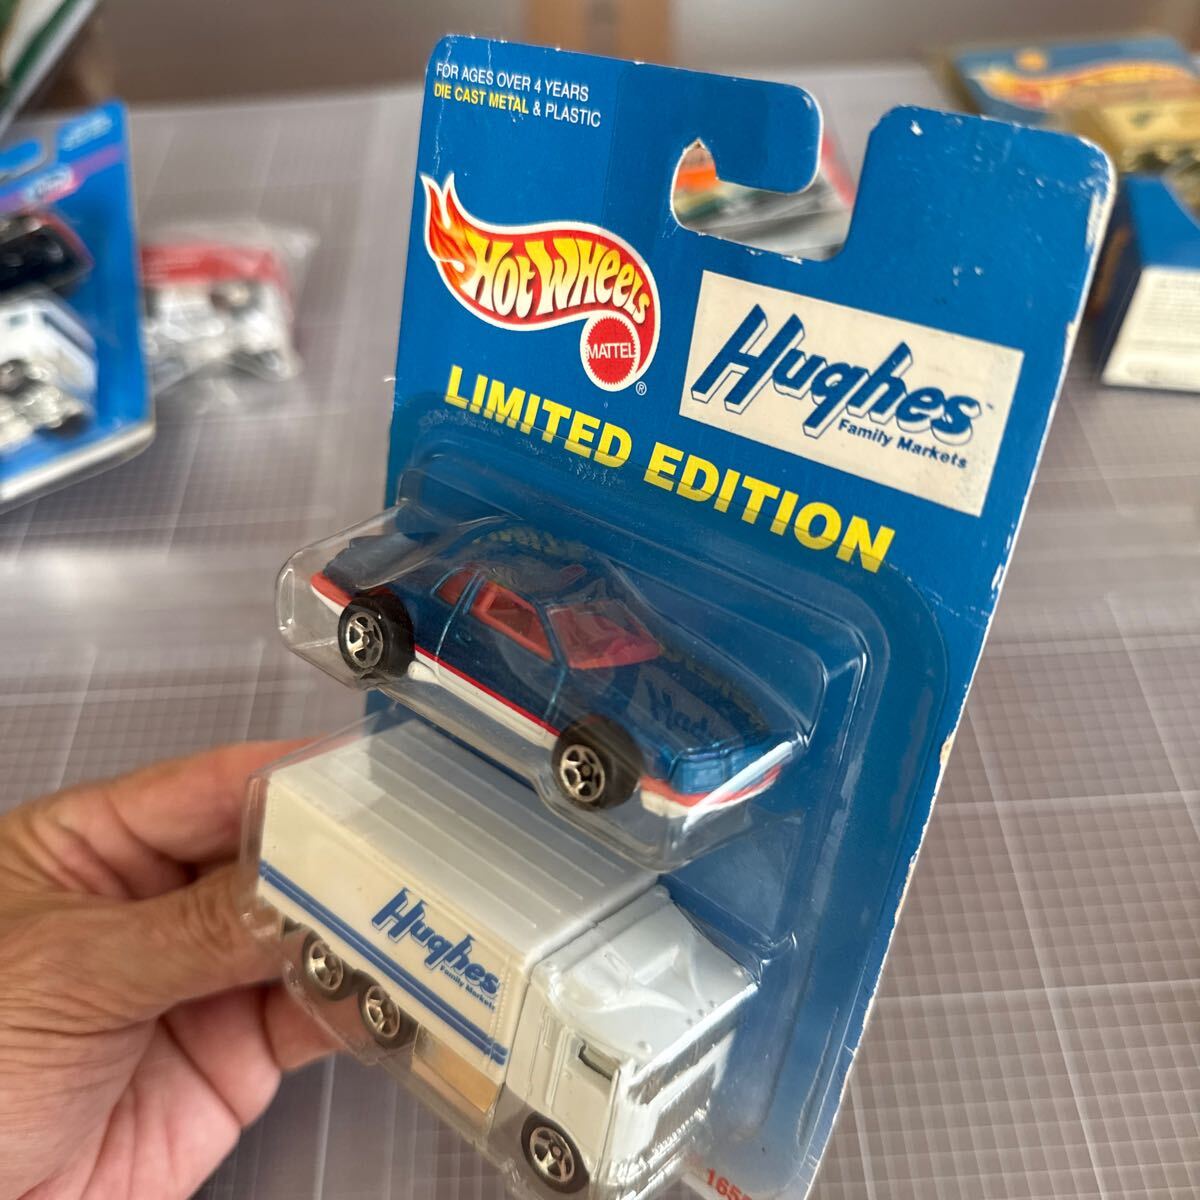 FOR AGES OVER 4 YEARS
DIE CAST METAL & PLASTIC
HOT WHEELS
MATTEL
®
Hughes
Family Markets
LIMITED EDITION
Hughes
Family Markets